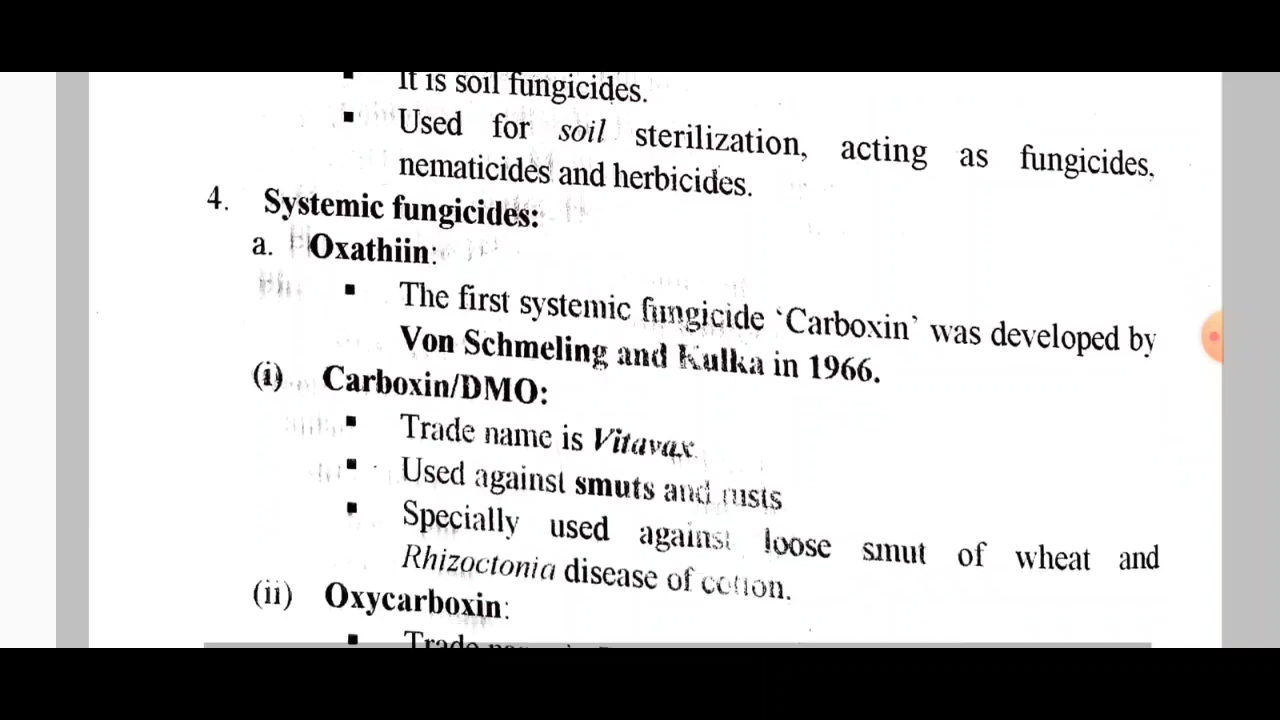 It is soil fungicides.
Used for soil sterilization, acting as fungicides,
nematicides and herbicides.
4. Systemic fungicides:
a. Oxathiin:
The first systemic fungicide ‘Carboxin’ was developed by
Von Schmeling and Kulka in 1966.
(i) Carboxin/DMO:
Trade name is Vitavax.
Used against smuts and rusts
Specially used against loose smut of wheat and
Rhizoctonia disease of cotton.
(ii) Oxycarboxin:
Trade